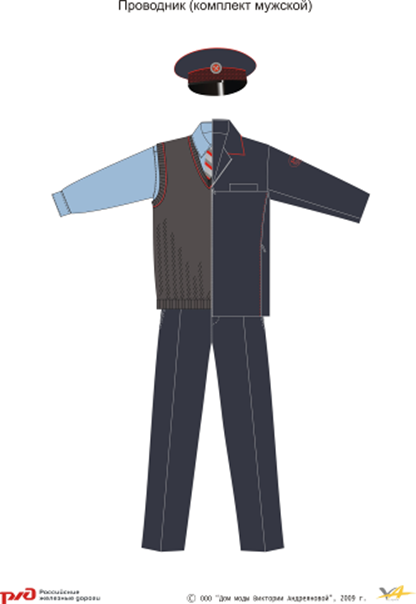 Проводник (комплект мужской)
РЖД
Российские
железные дороги
© ООО "Дом моды Виктории Андреяновой", 2009 г.